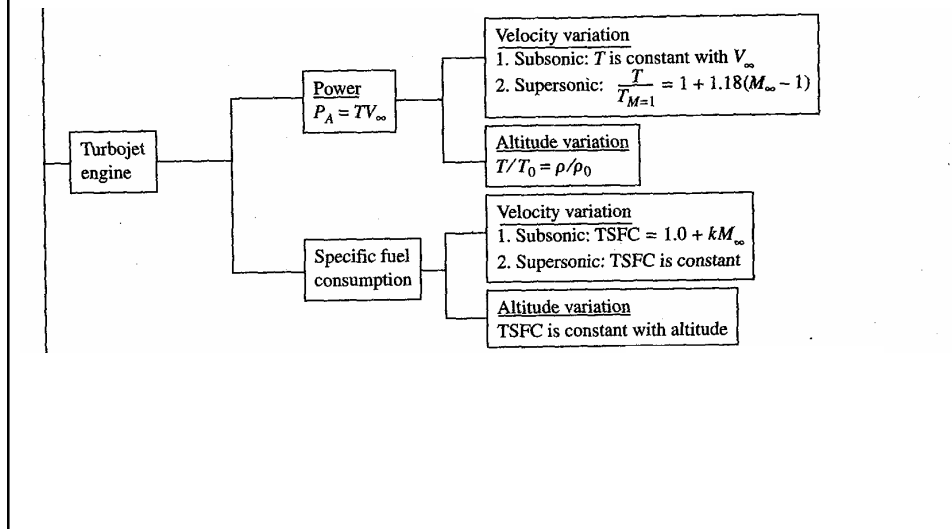 Turbojet
engine
Power
P_A = TV_∞
Velocity variation
1. Subsonic: T is constant with V_∞
2. Supersonic: T/T_{M=1} = 1 + 1.18(M_∞ − 1)
Altitude variation
T/T_0 = ρ/ρ_0
Specific fuel
consumption
Velocity variation
1. Subsonic: TSFC = 1.0 + kM_∞
2. Supersonic: TSFC is constant
Altitude variation
TSFC is constant with altitude